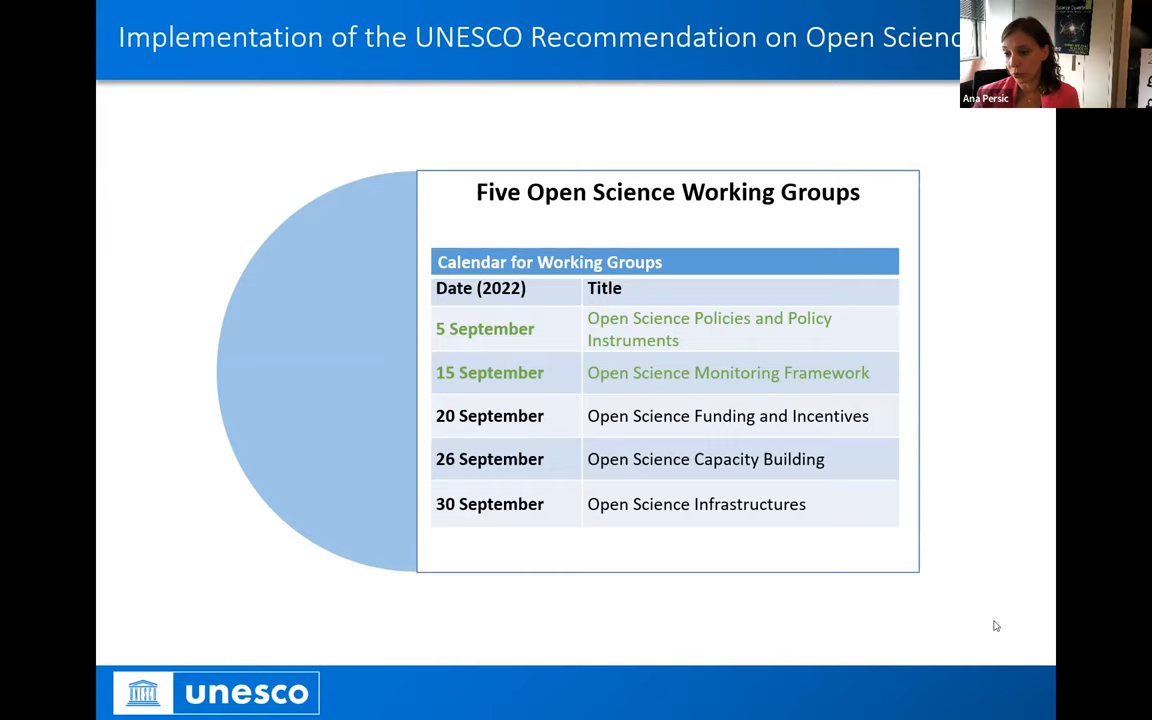 Implementation of the UNESCO Recommendation on Open Scienc
Ana Persic
Five Open Science Working Groups
Calendar for Working Groups
Date (2022) Title
5 September Open Science Policies and Policy
Instruments
15 September Open Science Monitoring Framework
20 September Open Science Funding and Incentives
26 September Open Science Capacity Building
30 September Open Science Infrastructures
unesco